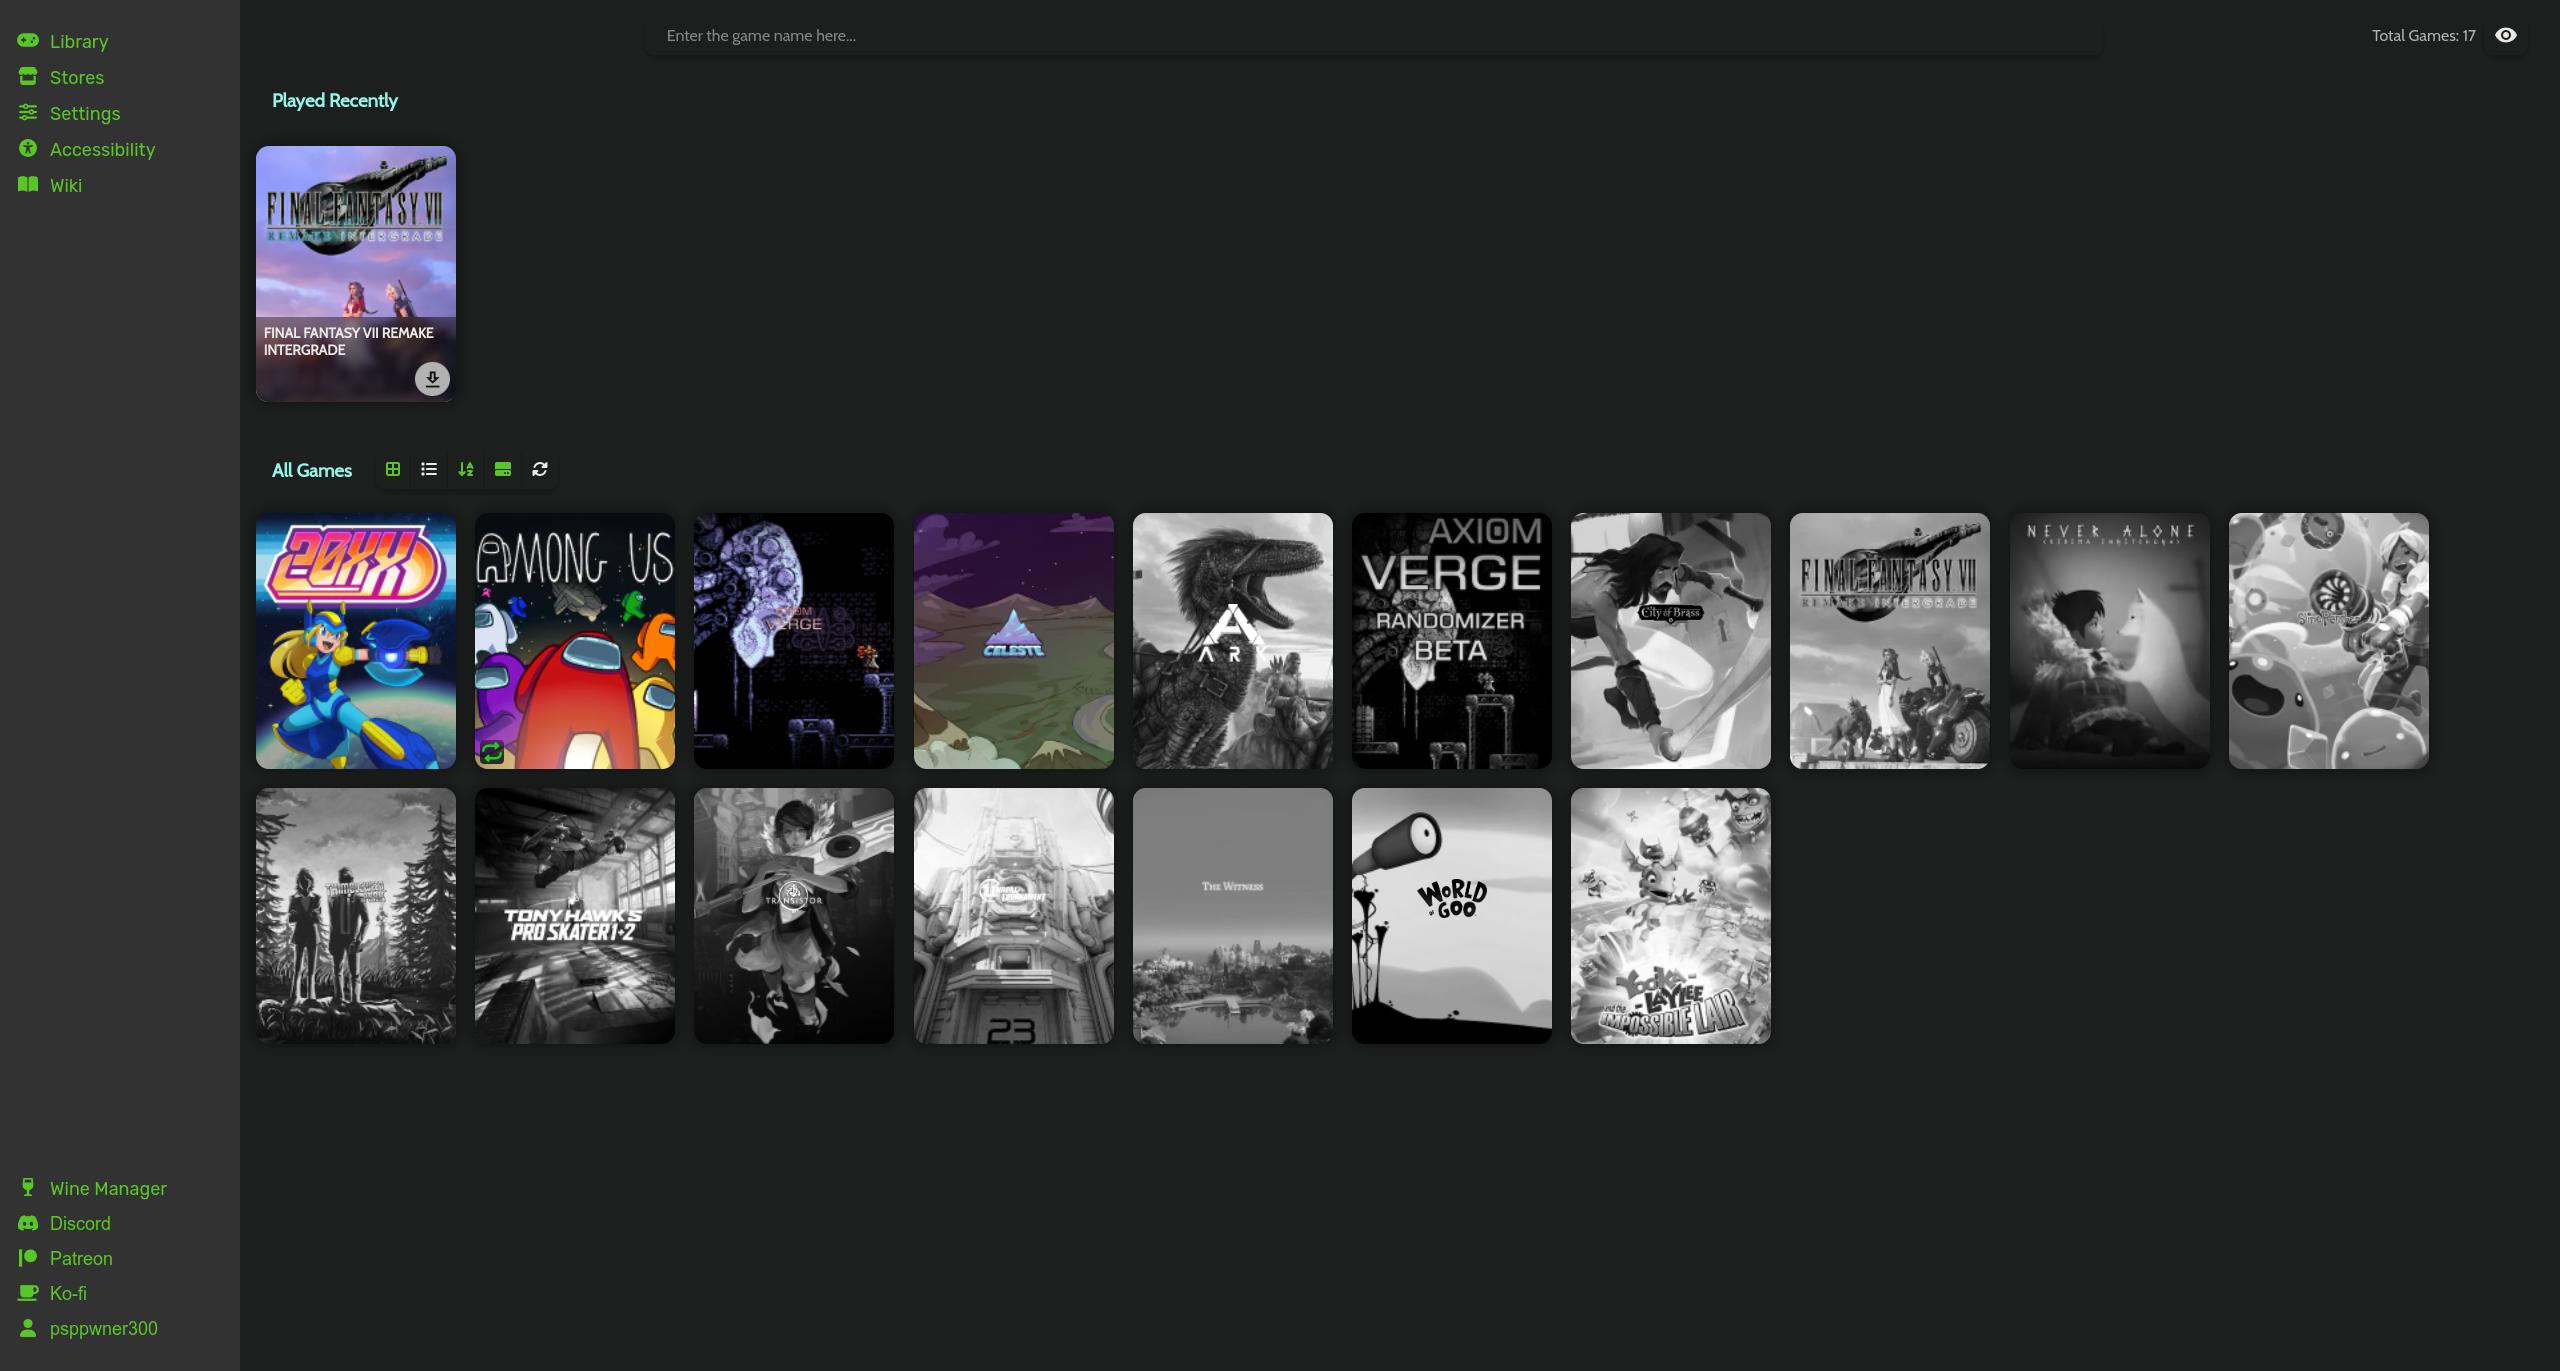 Library
Stores
Settings
Accessibility
Wiki
Enter the game name here...
Total Games: 17
Played Recently
FINAL FANTASY VII
REMAKE INTERGRADE
FINAL FANTASY VII REMAKE
INTERGRADE
All Games
20XX
AMONG US
AXIOM
VERGE
CELESTE
ARK
AXIOM
VERGE
RANDOMIZER
BETA
City of Brass
FINAL FANTASY VII
REMAKE INTERGRADE
NEVER ALONE
Slime Rancher
THIMBLEWEED
PARK
TONY HAWK'S
PRO SKATER 1+2
TRANSISTOR
UNREAL
TOURNAMENT
23
THE WITNESS
WORLD
OF GOO
Yooka-
LAYLEE
and the
IMPOSSIBLE LAIR
Wine Manager
Discord
Patreon
Ko-fi
psppwner300